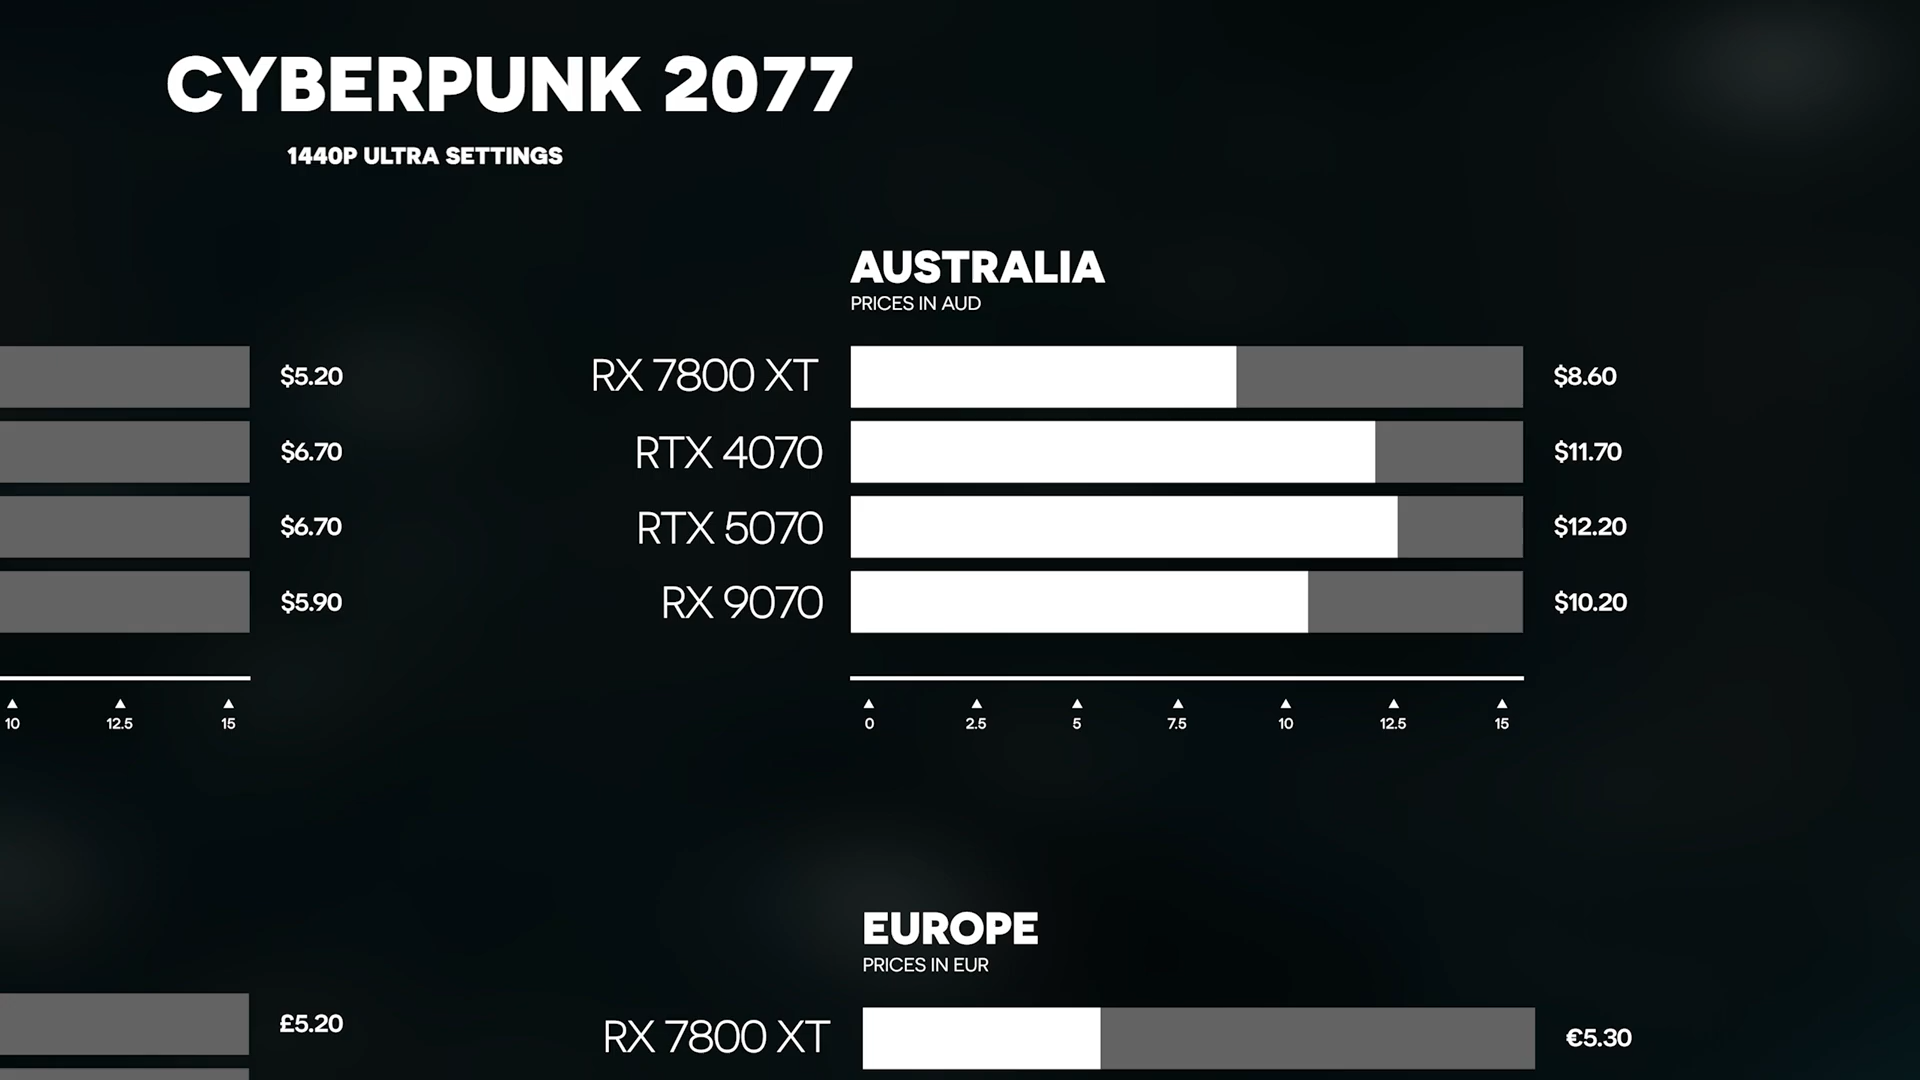 CYBERPUNK 2077
1440P ULTRA SETTINGS
$5.20
$6.70
$6.70
$5.90
10 12.5 15
AUSTRALIA
PRICES IN AUD
RX 7800 XT $8.60
RTX 4070 $11.70
RTX 5070 $12.20
RX 9070 $10.20
0 2.5 5 7.5 10 12.5 15
£5.20
EUROPE
PRICES IN EUR
RX 7800 XT €5.30